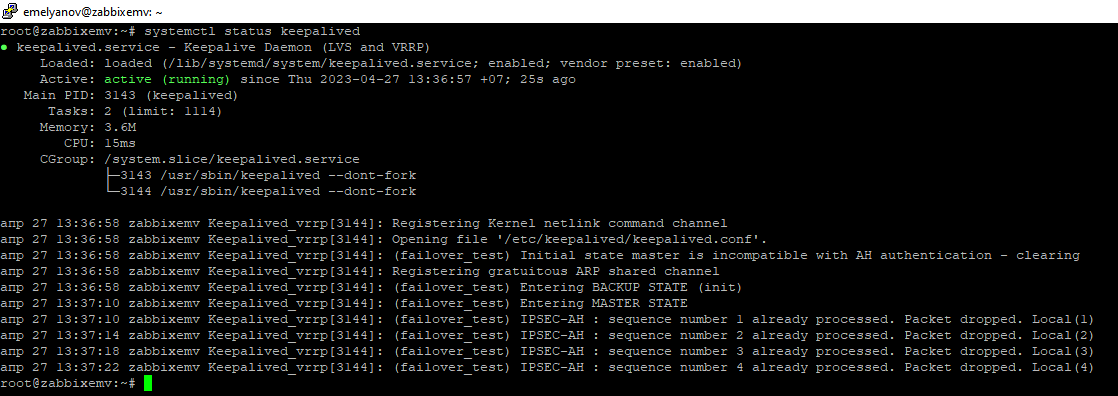 emelyanov@zabbixemv: ~
root@zabbixemv:~# systemctl status keepalived
● keepalived.service - Keepalive Daemon (LVS and VRRP)
Loaded: loaded (/lib/systemd/system/keepalived.service; enabled; vendor preset: enabled)
Active: active (running) since Thu 2023-04-27 13:36:57 +07; 25s ago
Main PID: 3143 (keepalived)
Tasks: 2 (limit: 1114)
Memory: 3.6M
CPU: 15ms
CGroup: /system.slice/keepalived.service
├─3143 /usr/sbin/keepalived --dont-fork
└─3144 /usr/sbin/keepalived --dont-fork
апр 27 13:36:58 zabbixemv Keepalived_vrrp[3144]: Registering Kernel netlink command channel
апр 27 13:36:58 zabbixemv Keepalived_vrrp[3144]: Opening file '/etc/keepalived/keepalived.conf'.
апр 27 13:36:58 zabbixemv Keepalived_vrrp[3144]: (failover_test) Initial state master is incompatible with AH authentication - clearing
апр 27 13:36:58 zabbixemv Keepalived_vrrp[3144]: Registering gratuitous ARP shared channel
апр 27 13:36:58 zabbixemv Keepalived_vrrp[3144]: (failover_test) Entering BACKUP STATE (init)
апр 27 13:37:10 zabbixemv Keepalived_vrrp[3144]: (failover_test) Entering MASTER STATE
апр 27 13:37:10 zabbixemv Keepalived_vrrp[3144]: (failover_test) IPSEC-AH : sequence number 1 already processed. Packet dropped. Local(1)
апр 27 13:37:14 zabbixemv Keepalived_vrrp[3144]: (failover_test) IPSEC-AH : sequence number 2 already processed. Packet dropped. Local(2)
апр 27 13:37:18 zabbixemv Keepalived_vrrp[3144]: (failover_test) IPSEC-AH : sequence number 3 already processed. Packet dropped. Local(3)
апр 27 13:37:22 zabbixemv Keepalived_vrrp[3144]: (failover_test) IPSEC-AH : sequence number 4 already processed. Packet dropped. Local(4)
root@zabbixemv:~#